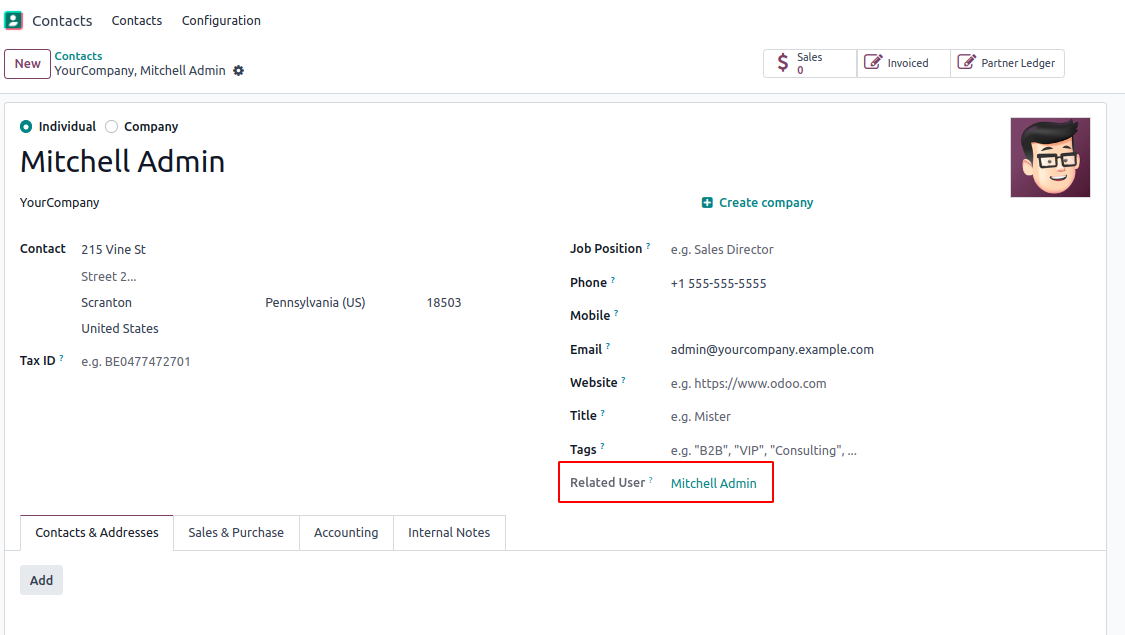 Contacts Contacts Configuration
New
Contacts
YourCompany, Mitchell Admin
$ Sales
0
Invoiced
Partner Ledger
Individual Company
Mitchell Admin
YourCompany
Create company
Contact 215 Vine St
Street 2...
Scranton Pennsylvania (US) 18503
United States
Tax ID ? e.g. BE0477472701
Job Position ? e.g. Sales Director
Phone ? +1 555-555-5555
Mobile ?
Email ? admin@yourcompany.example.com
Website ? e.g. https://www.odoo.com
Title ? e.g. Mister
Tags ? e.g. "B2B", "VIP", "Consulting", ...
Related User ? Mitchell Admin
Contacts & Addresses Sales & Purchase Accounting Internal Notes
Add